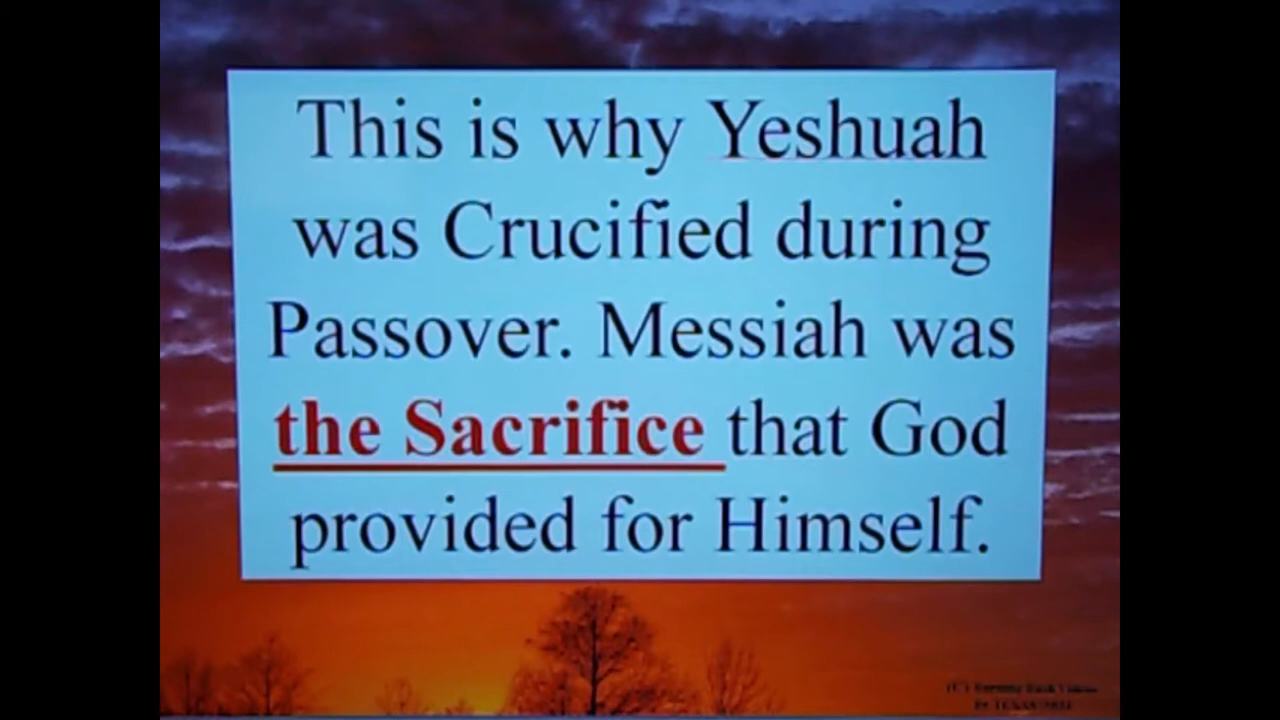 This is why Yeshuah
was Crucified during
Passover. Messiah was
the Sacrifice that God
provided for Himself.